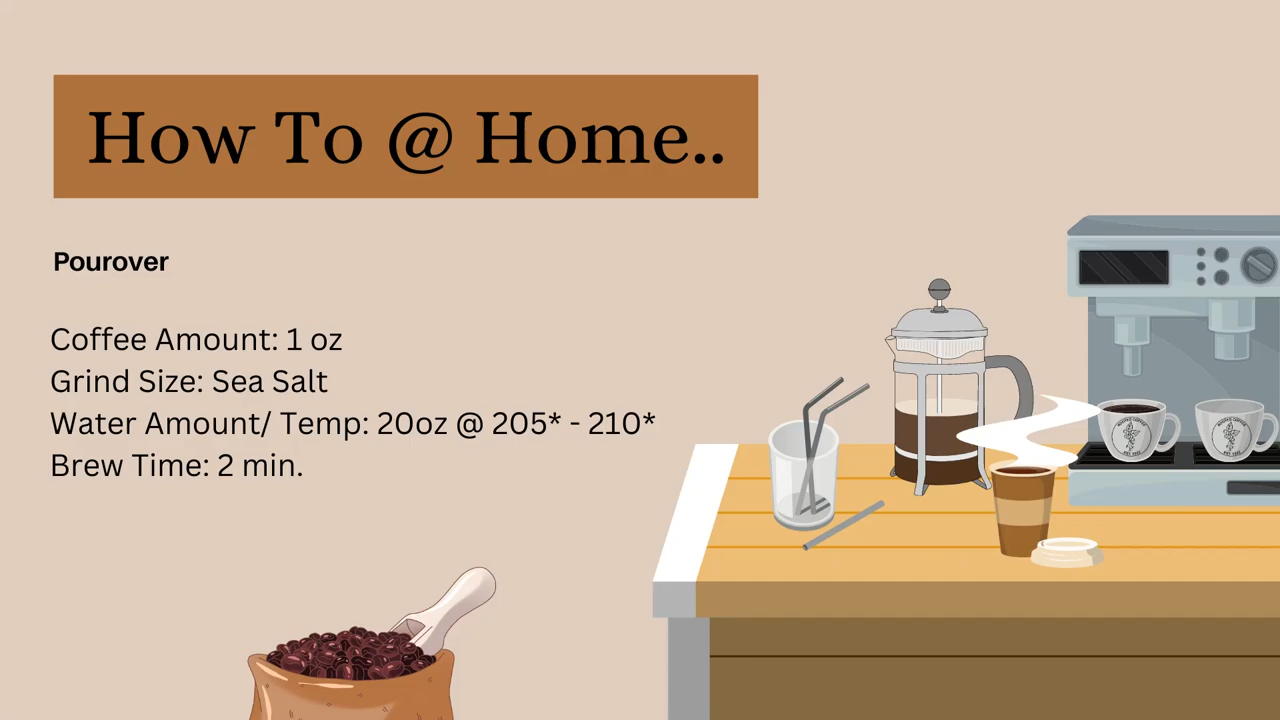 How To @ Home..
Pourover
Coffee Amount: 1 oz
Grind Size: Sea Salt
Water Amount/ Temp: 20oz @ 205* - 210*
Brew Time: 2 min.